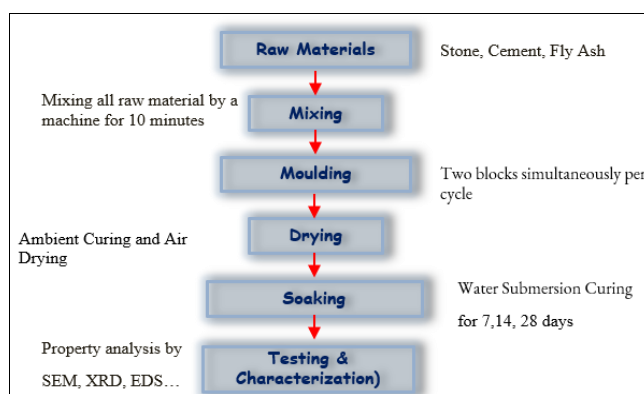 Raw Materials
Stone, Cement, Fly Ash
Mixing all raw material by a
machine for 10 minutes
Mixing
Moulding
Two blocks simultaneously per
cycle
Ambient Curing and Air
Drying
Drying
Soaking
Water Submersion Curing
for 7,14, 28 days
Property analysis by
SEM, XRD, EDS…
Testing &
Characterization)